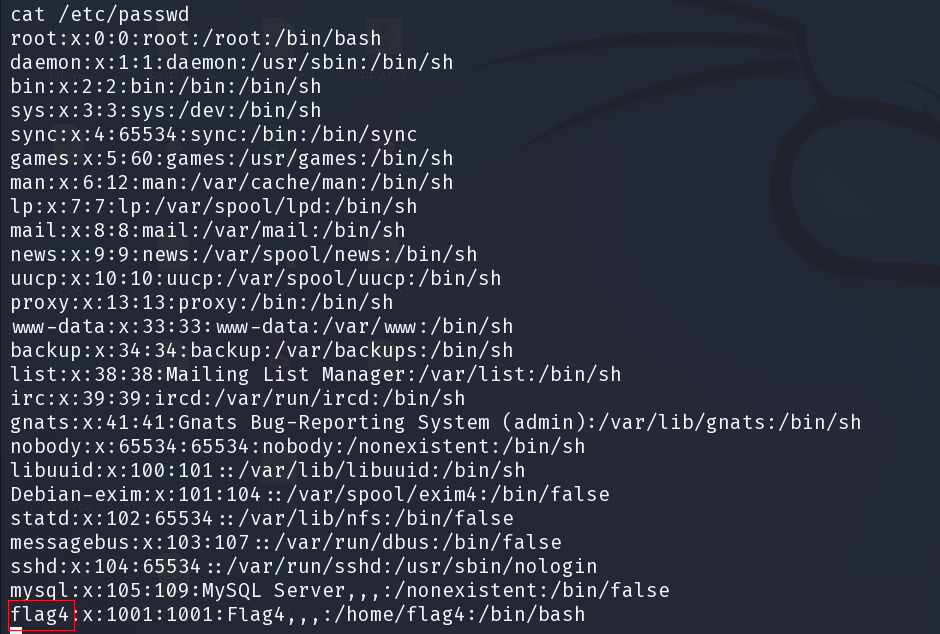 cat /etc/passwd
root:x:0:0:root:/root:/bin/bash
daemon:x:1:1:daemon:/usr/sbin:/bin/sh
bin:x:2:2:bin:/bin:/bin/sh
sys:x:3:3:sys:/dev:/bin/sh
sync:x:4:65534:sync:/bin:/bin/sync
games:x:5:60:games:/usr/games:/bin/sh
man:x:6:12:man:/var/cache/man:/bin/sh
lp:x:7:7:lp:/var/spool/lpd:/bin/sh
mail:x:8:8:mail:/var/mail:/bin/sh
news:x:9:9:news:/var/spool/news:/bin/sh
uucp:x:10:10:uucp:/var/spool/uucp:/bin/sh
proxy:x:13:13:proxy:/bin:/bin/sh
www-data:x:33:33:www-data:/var/www:/bin/sh
backup:x:34:34:backup:/var/backups:/bin/sh
list:x:38:38:Mailing List Manager:/var/list:/bin/sh
irc:x:39:39:ircd:/var/run/ircd:/bin/sh
gnats:x:41:41:Gnats Bug-Reporting System (admin):/var/lib/gnats:/bin/sh
nobody:x:65534:65534:nobody:/nonexistent:/bin/sh
libuuid:x:100:101::/var/lib/libuuid:/bin/sh
Debian-exim:x:101:104::/var/spool/exim4:/bin/false
statd:x:102:65534::/var/lib/nfs:/bin/false
messagebus:x:103:107::/var/run/dbus:/bin/false
sshd:x:104:65534::/var/run/sshd:/usr/sbin/nologin
mysql:x:105:109:MySQL Server,,,:/nonexistent:/bin/false
flag4:x:1001:1001:Flag4,,,:/home/flag4:/bin/bash